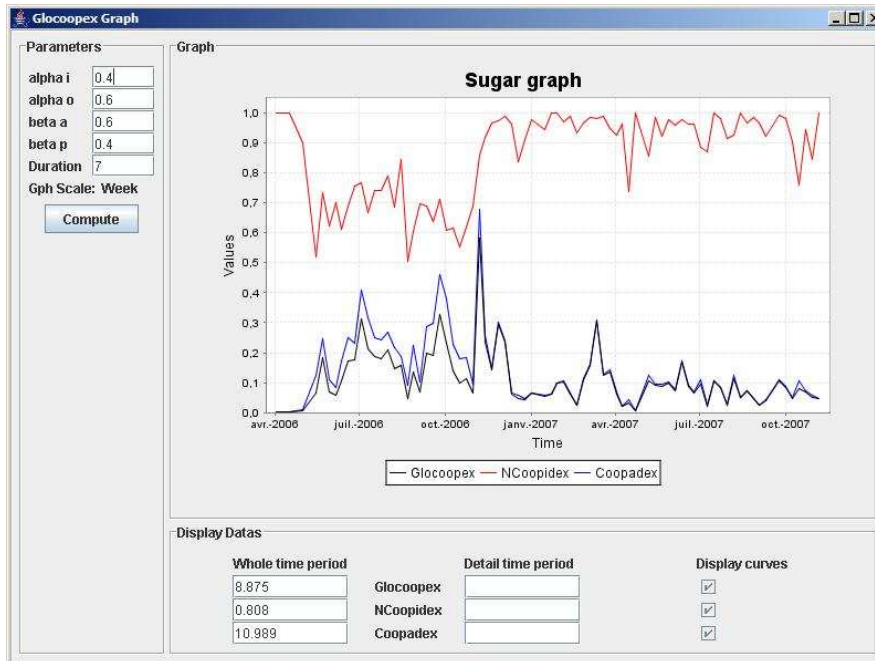 Glocoopex Graph
Parameters
alpha i 0.4
alpha o 0.6
beta a 0.6
beta p 0.4
Duration 7
Gph Scale: Week
Compute
Graph
Sugar graph
Values
1,0
0,9
0,8
0,7
0,6
0,5
0,4
0,3
0,2
0,1
0,0
avr.-2006 juil.-2006 oct.-2006 janv.-2007 avr.-2007 juil.-2007 oct.-2007
Time
Glocoopex NCoopidex Coopadex
Display Datas
Whole time period Detail time period Display curves
8.875 Glocoopex
0.808 NCoopidex
10.989 Coopadex